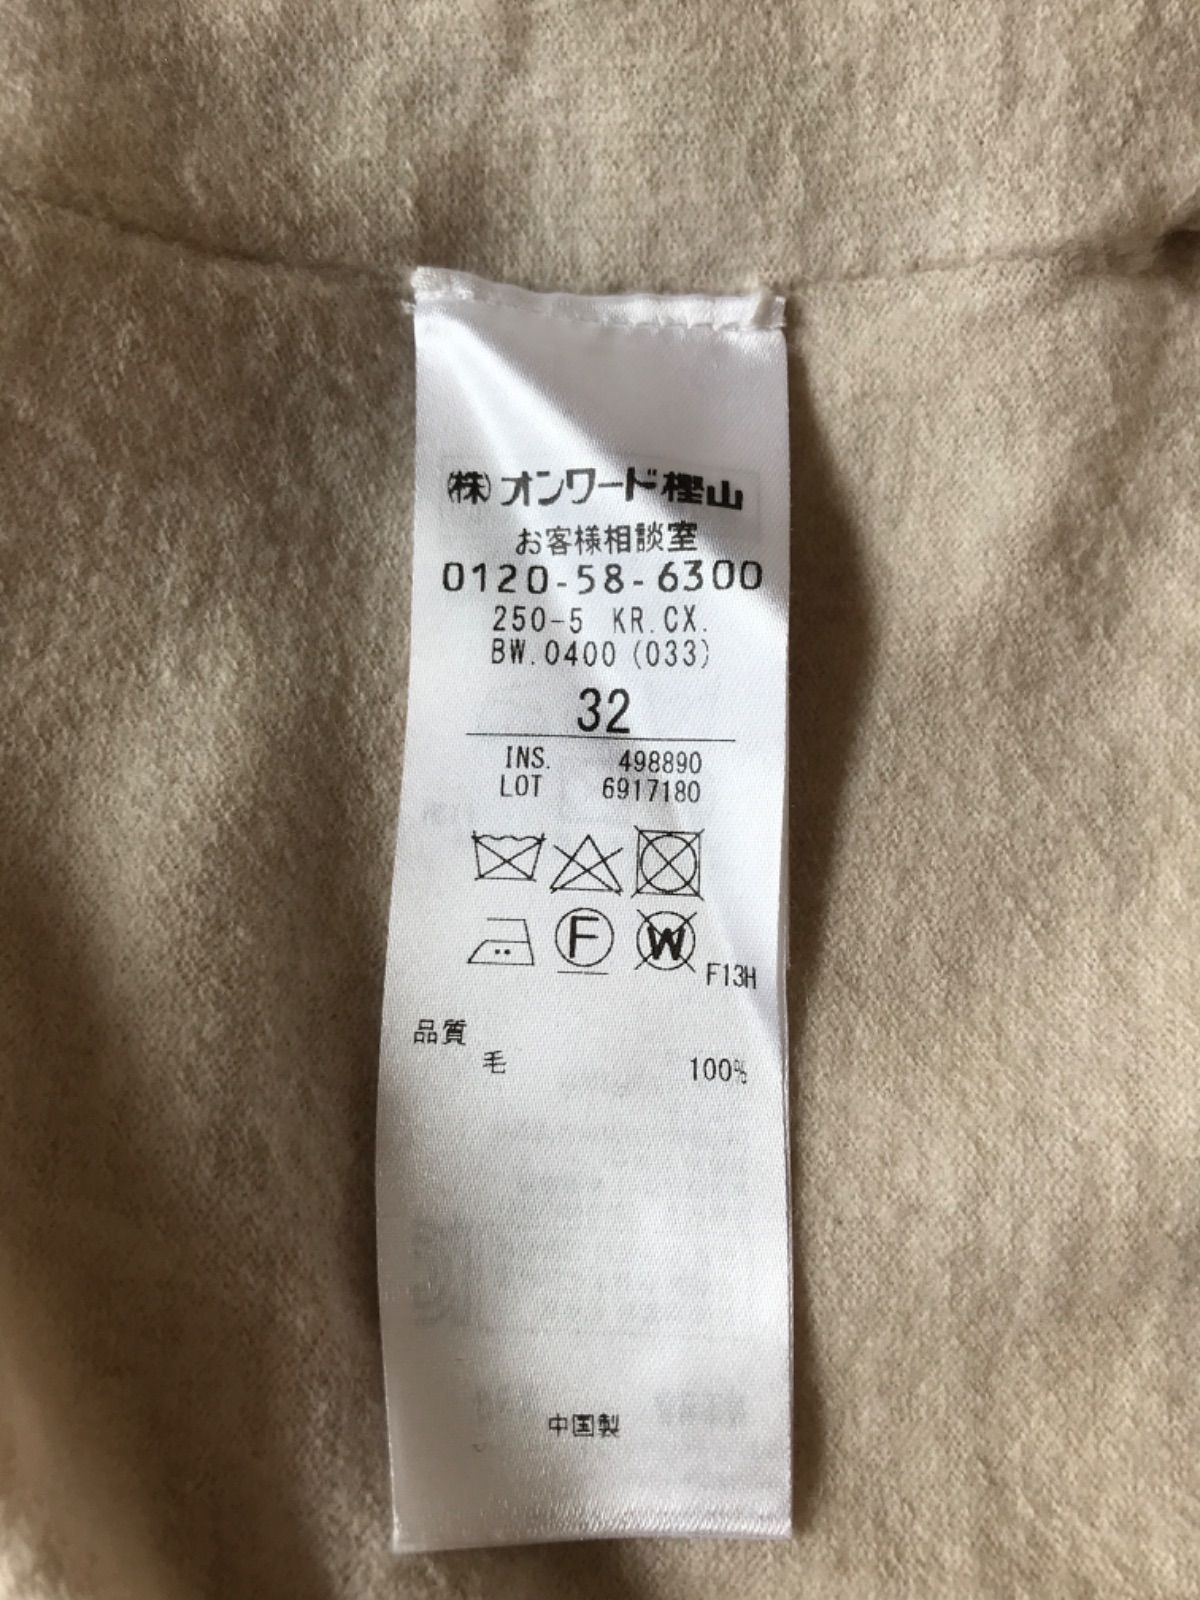 ㈱オンワード樫山
お客様相談室
0120-58-6300
250-5 KR.CX.
BW.0400 (033)
32
INS. 498890
LOT 6917180
F W F13H
品質
毛 100%
中国製